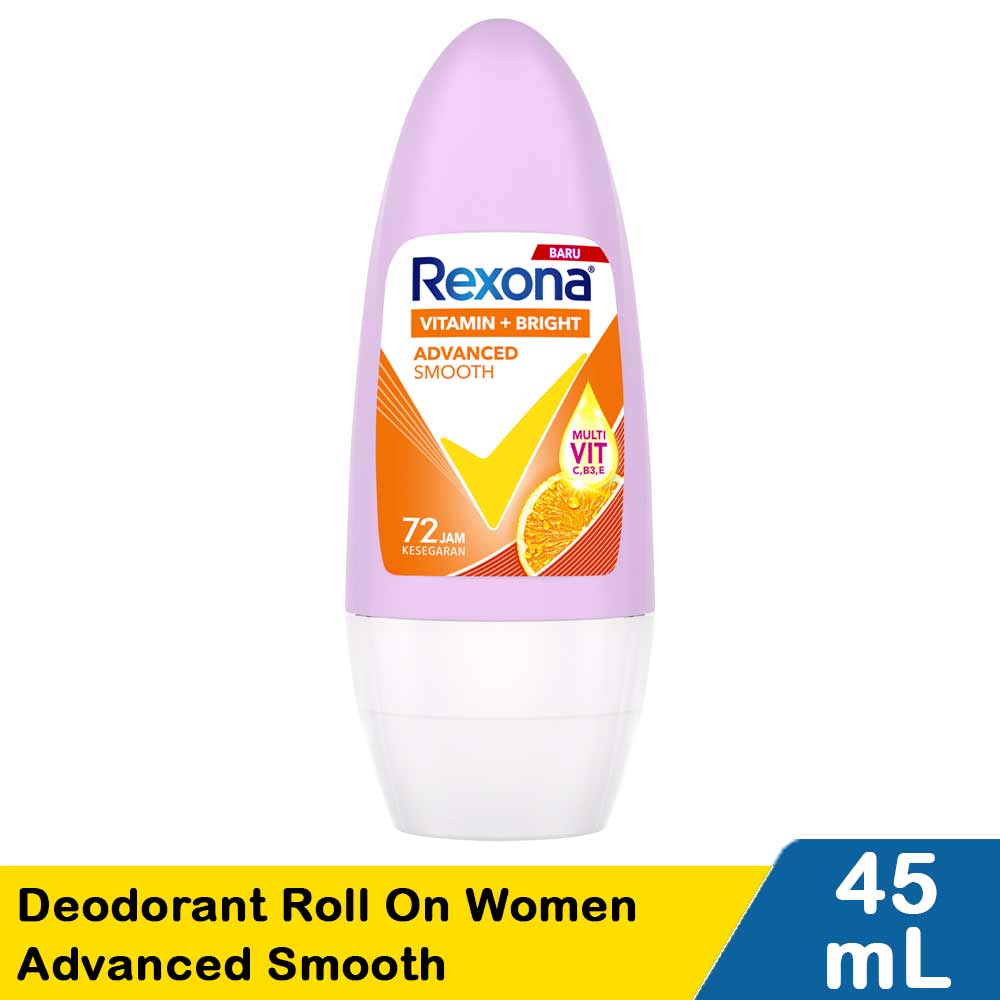 BARU
Rexona®
VITAMIN + BRIGHT
ADVANCED
SMOOTH
MULTI
VIT
C,B3,E
72 JAM
KESEGARAN
Deodorant Roll On Women
Advanced Smooth
45
mL